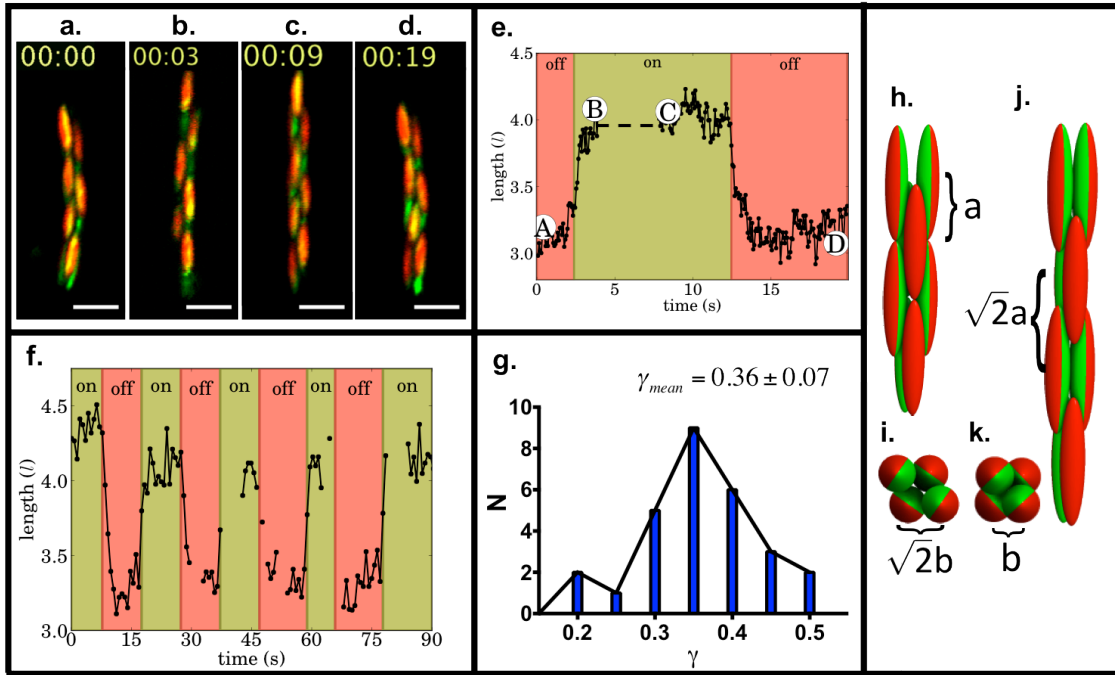 a.
b.
c.
d.
00:00
00:03
00:09
00:19
e.
off
on
off
4.5
4.0
3.5
3.0
A
B
C
D
length (l)
0
5
10
15
time (s)
f.
on
off
on
off
on
off
on
off
on
4.5
4.0
3.5
3.0
length (l)
0
15
30
45
60
75
90
time (s)
g.
γmean = 0.36 ± 0.07
10
8
6
4
2
0
N
0.2
0.3
0.4
0.5
γ
h.
a
i.
√2b
j.
√2a
k.
b